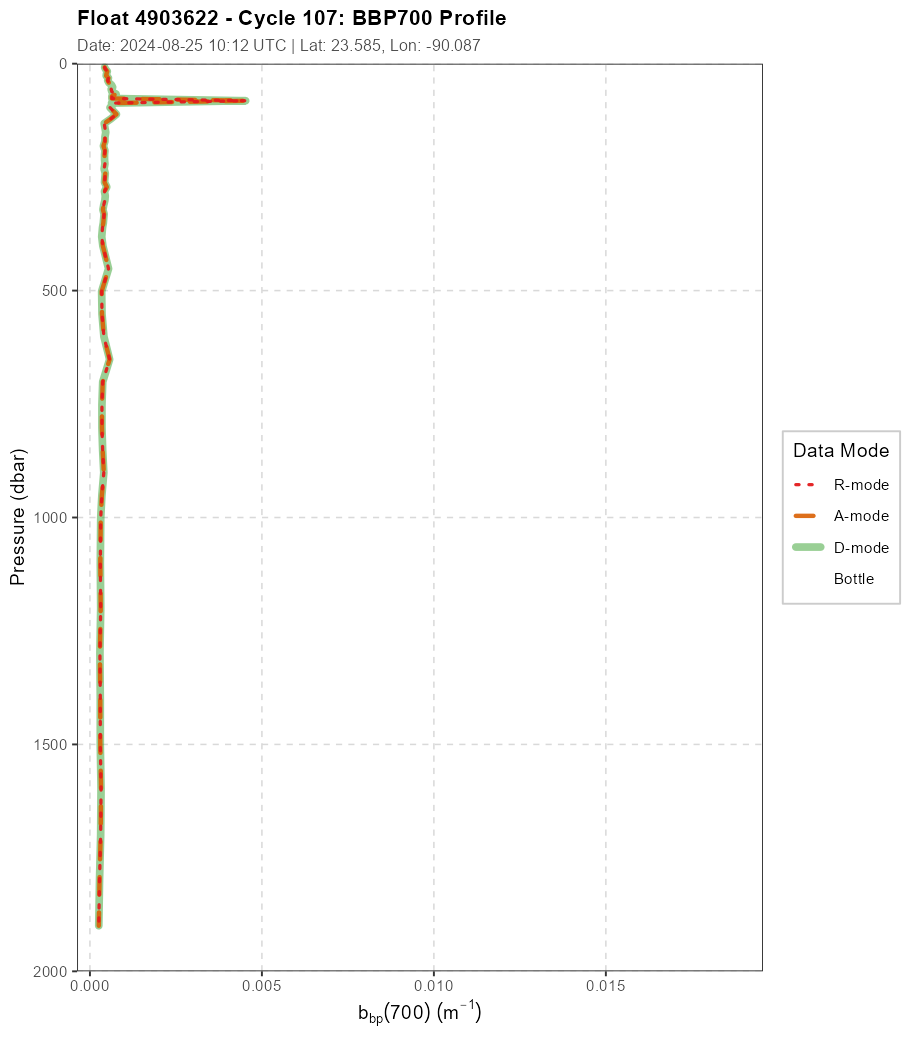 Float 4903622 - Cycle 107: BBP700 Profile
Date: 2024-08-25 10:12 UTC | Lat: 23.585, Lon: -90.087
0
500
1000
1500
2000
Pressure (dbar)
0.000 0.005 0.010 0.015
b_bp(700) (m⁻¹)
Data Mode
R-mode
A-mode
D-mode
Bottle